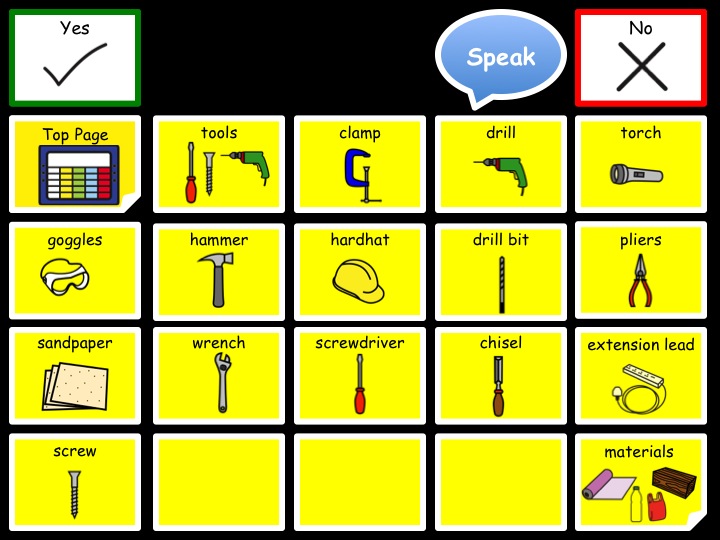 Yes
Speak
No
Top Page
tools
clamp
drill
torch
goggles
hammer
hardhat
drill bit
pliers
sandpaper
wrench
screwdriver
chisel
extension lead
screw
materials